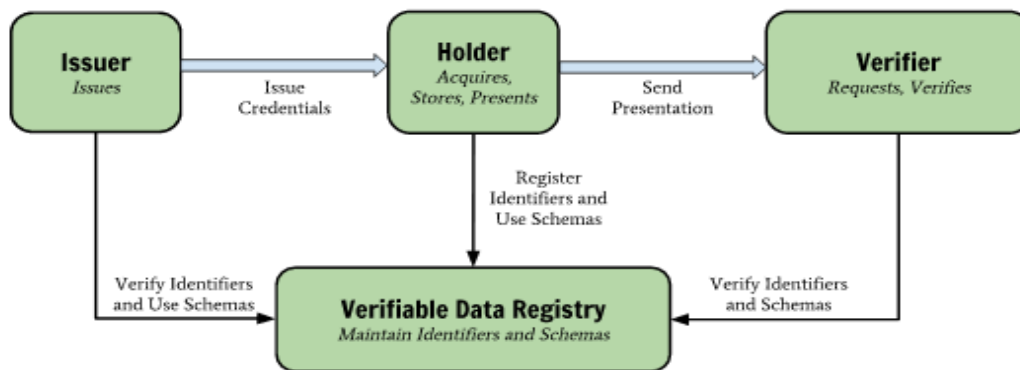 Issuer
Issues
Issue
Credentials
Holder
Acquires,
Stores, Presents
Send
Presentation
Verifier
Requests, Verifies
Register
Identifiers and
Use Schemas
Verify Identifiers
and Use Schemas
Verifiable Data Registry
Maintain Identifiers and Schemas
Verify Identifiers
and Schemas